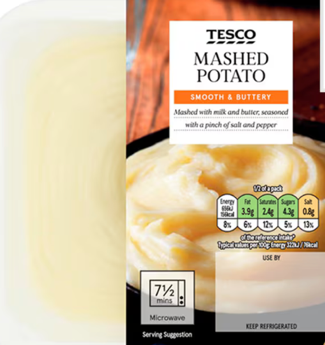 TESCO
MASHED
POTATO
SMOOTH & BUTTERY
Mashed with milk and butter, seasoned
with a pinch of salt and pepper
1/2 of a pack
Energy Fat Saturates Sugars Salt
3.9g 2.4g 4.3g 0.8g
8% 6% 12% 5% 13%
of the reference intake*
Typical values per 100g: Energy 322kJ / 76kcal
USE BY
7½
mins
Microwave
Serving Suggestion
KEEP REFRIGERATED